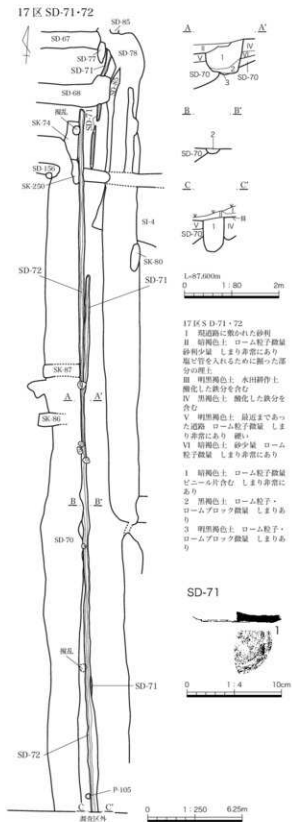 17区 SD-71・72
SD-85
SD-67
SD-78
SD-77
SD-71
SD-68
SD-71
撹乱
SK-74
SD-156
SK-250
SI-4
SK-80
SD-72
SD-71
SK-87
A A'
SK-86
B B'
SD-70
撹乱
SD-71
SD-72
P-105
C C'
調査区外
A A'
II
1
IV
V
VI
SD-70
3
SD-70
B B'
2
SD-70
C C'
III
V
1
IV
SD-70
L=87.600m
0 1:80 2m
17区SD-71・72
I 現道路に敷かれた砂利
II 暗褐色土 ローム粒子微量
砂利少量 しまり非常にあり
塩ビ管を入れるために掘った部
分の埋土
III 明黒褐色土 水田耕作土
酸化した鉄分を含む
IV 黒褐色土 酸化した鉄分を
含む
V 明黒褐色土 最近まであっ
た道路 ローム粒子微量 しま
り非常にあり 硬い
VI 暗褐色土 砂少量 ローム
粒子微量 しまり非常にあり
1 暗褐色土 ローム粒子微量
ビニール片含む しまり非常に
あり
2 黒褐色土 ローム粒子・
ロームブロック微量 しまりあ
り
3 明黒褐色土 ローム粒子・
ロームブロック微量 しまりあ
り
SD-71
1
0 1:4 10cm
0 1:250 6.25m